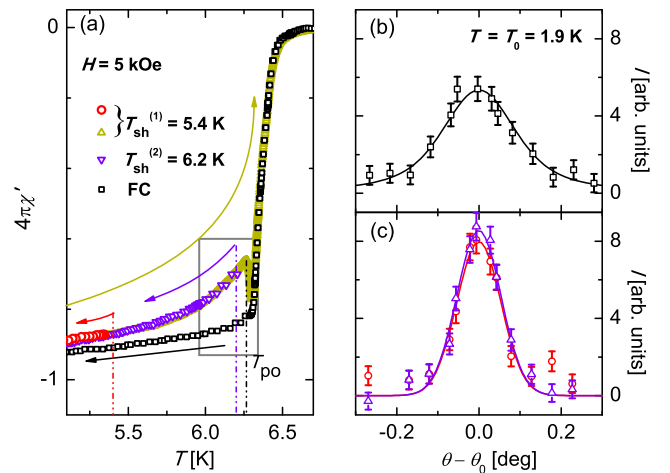 (a)
H = 5 kOe
T_sh^(1) = 5.4 K
T_sh^(2) = 6.2 K
FC
T_po
0
-1
4πχ′
5.5 6.0 6.5
T [K]
(b)
T = T_0 = 1.9 K
8
4
0
I [arb. units]
(c)
8
4
0
I [arb. units]
-0.2 0.0 0.2
θ − θ_0 [deg]